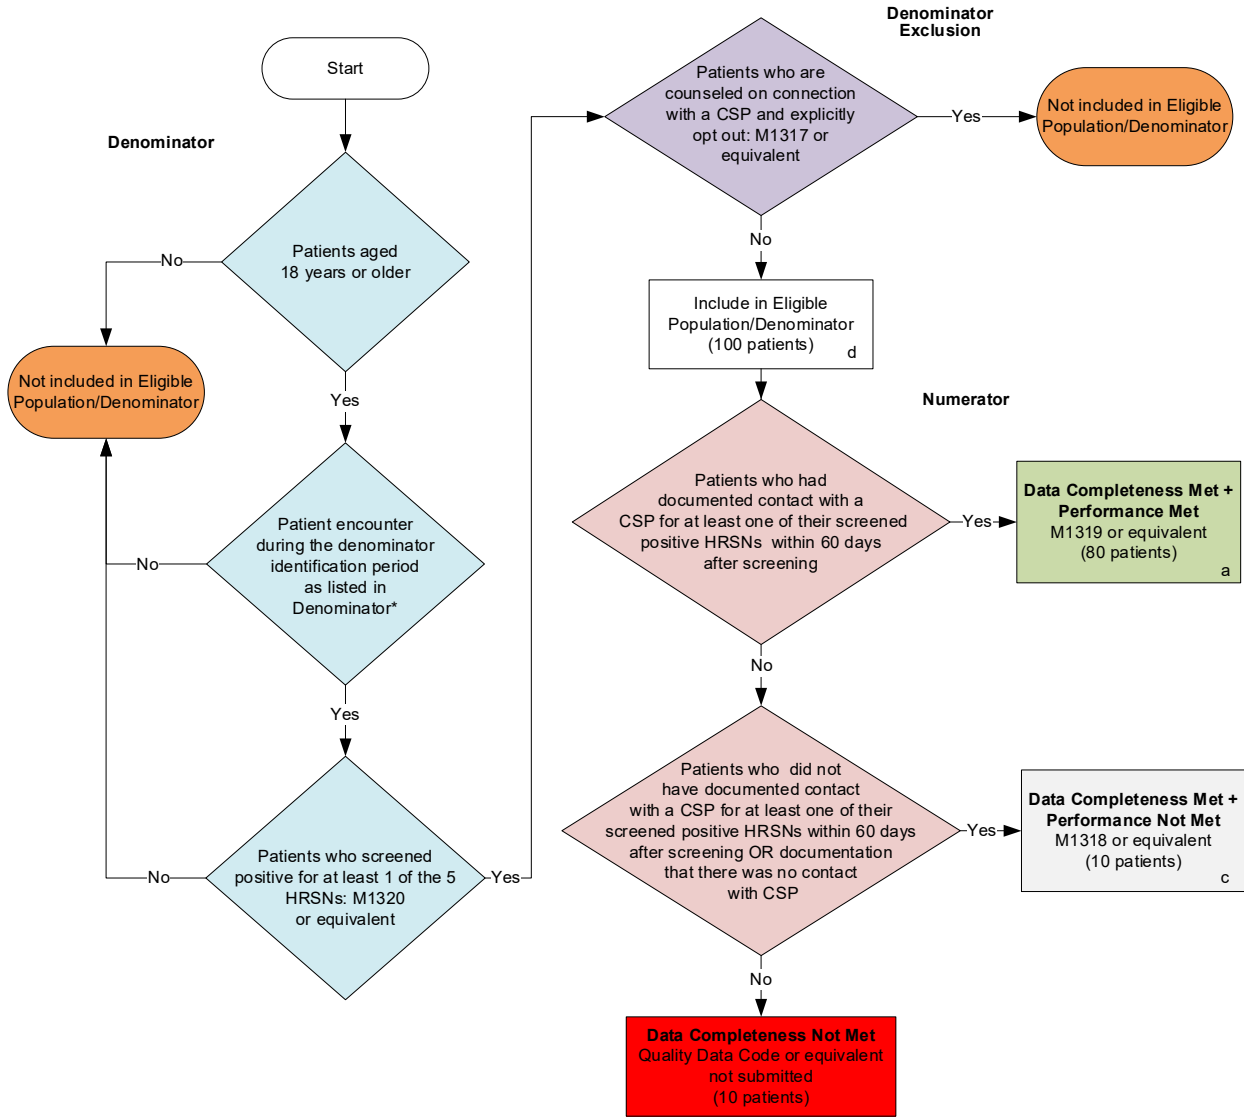 Start
Denominator
Patients aged
18 years or older
No
Not included in Eligible
Population/Denominator
Yes
Patient encounter
during the denominator
identification period
as listed in
Denominator*
No
Yes
Patients who screened
positive for at least 1 of the 5
HRSNs: M1320
or equivalent
No
Yes
Denominator
Exclusion
Patients who are
counseled on connection
with a CSP and explicitly
opt out: M1317 or
equivalent
Yes
Not included in Eligible
Population/Denominator
No
Include in Eligible
Population/Denominator
(100 patients)
d
Numerator
Patients who had
documented contact with a
CSP for at least one of their screened
positive HRSNs within 60 days
after screening
Yes
Data Completeness Met +
Performance Met
M1319 or equivalent
(80 patients)
a
No
Patients who did not
have documented contact
with a CSP for at least one of their
screened positive HRSNs within 60 days
after screening OR documentation
that there was no contact
with CSP
Yes
Data Completeness Met +
Performance Not Met
M1318 or equivalent
(10 patients)
c
No
Data Completeness Not Met
Quality Data Code or equivalent
not submitted
(10 patients)